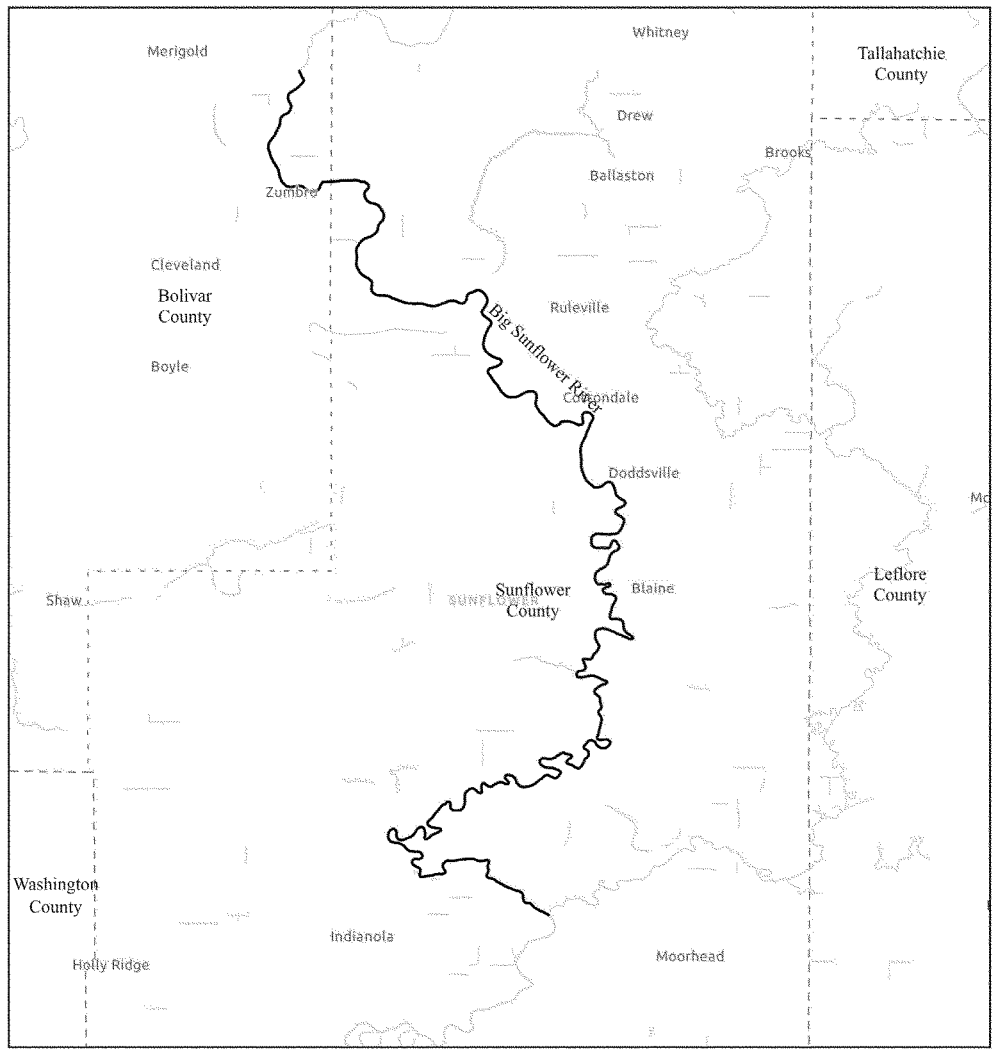 Merigold
Whitney
Tallahatchie
County
Drew
Brooks
Ballaston
Zumbro
Cleveland
Bolivar
County
Ruleville
Big Sunflower River
Boyle
Cottondale
Doddsville
Mc
Leflore
County
Sunflower
County
SUNFLOWER
Blaine
Shaw
Washington
County
Indianola
Moorhead
Holly Ridge